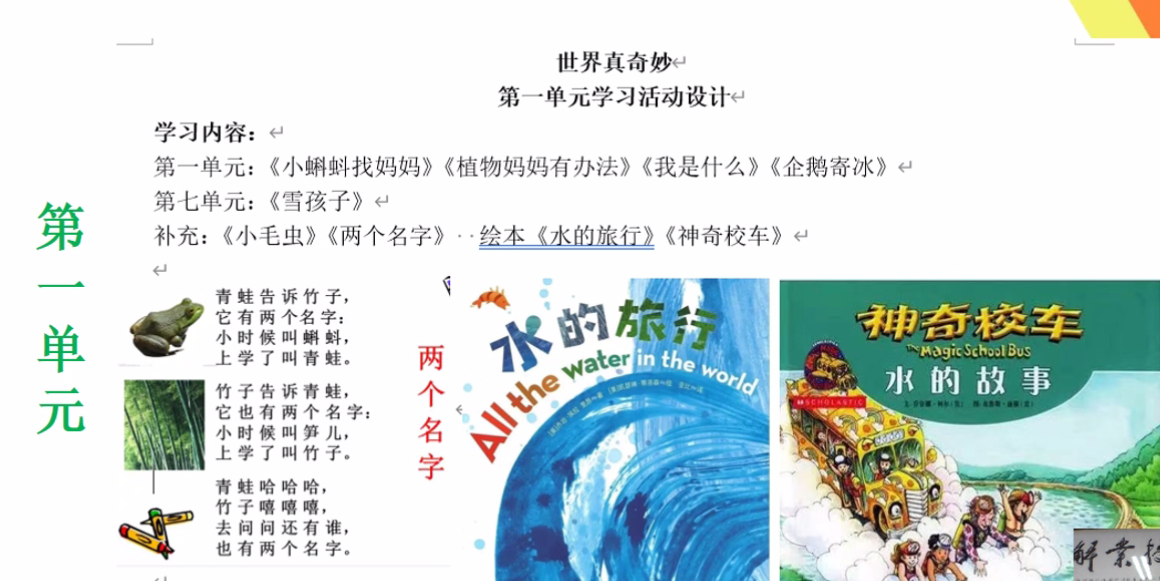 世界真奇妙
第一单元学习活动设计
学习内容：
第一单元：《小蝌蚪找妈妈》《植物妈妈有办法》《我是什么》《企鹅寄冰》
第七单元：《雪孩子》
补充：《小毛虫》《两个名字》··绘本《水的旅行》《神奇校车》
第一单元
青蛙告诉竹子，
它有两个名字：
小时候叫蝌蚪，
上学了叫青蛙。
竹子告诉青蛙，
它也有两个名字：
小时候叫笋儿，
上学了叫竹子。
青蛙哈哈哈，
竹子嘻嘻嘻，
去问问还有谁，
也有两个名字。
两个名字
水的旅行
All the water in the world
神奇校车
The Magic School Bus
SCHOLASTIC
水的故事